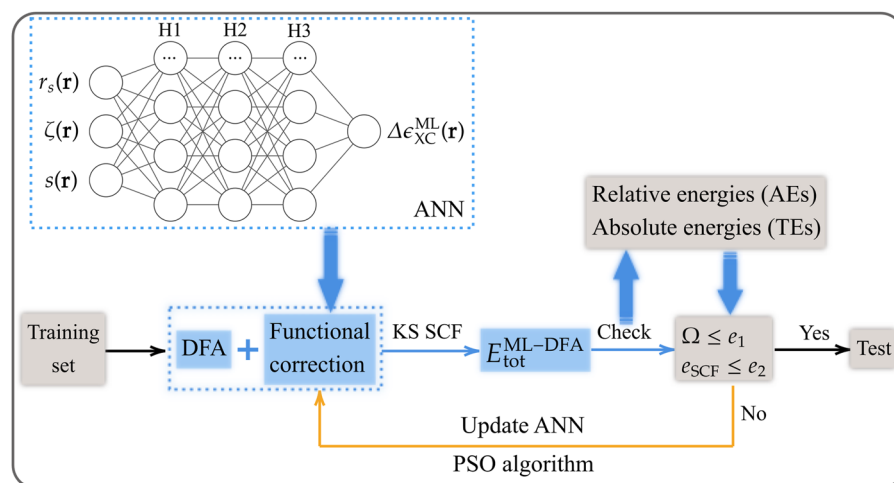 H1 H2 H3
... ... ...
r_s(𝐫)
ζ(𝐫)
s(𝐫)
Δϵ_XC^ML(𝐫)
ANN
Relative energies (AEs)
Absolute energies (TEs)
Training
set
DFA + Functional
correction
KS SCF
E_tot^ML−DFA
Check
Ω ≤ e_1
e_SCF ≤ e_2
Yes
Test
No
Update ANN
PSO algorithm